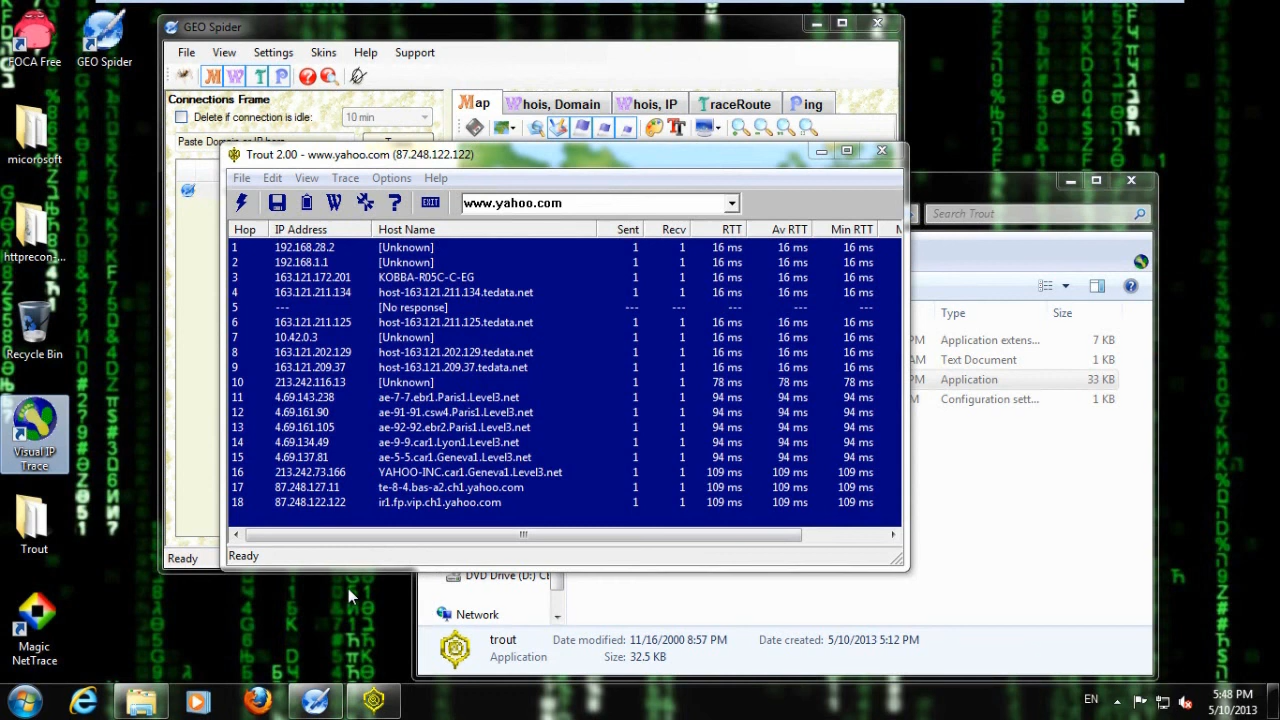 FOCA Free
GEO Spider
micorosoft
httprecon-...
Recycle Bin
Visual IP
Trace
Trout
Magic
NetTrace
GEO Spider
File View Settings Skins Help Support
Connections Frame
Delete if connection is idle: 10 min
Map Whois, Domain Whois, IP TraceRoute Ping
Ready
Trout 2.00 - www.yahoo.com (87.248.122.122)
File Edit View Trace Options Help
EXIT www.yahoo.com
Hop IP Address Host Name Sent Recv RTT Av RTT Min RTT M
1 192.168.28.2 [Unknown] 1 1 16 ms 16 ms 16 ms
2 192.168.1.1 [Unknown] 1 1 16 ms 16 ms 16 ms
3 163.121.172.201 KOBBA-R05C-C-EG 1 1 16 ms 16 ms 16 ms
4 163.121.211.134 host-163.121.211.134.tedata.net 1 1 16 ms 16 ms 16 ms
5 --- [No response] --- --- --- --- ---
6 163.121.211.125 host-163.121.211.125.tedata.net 1 1 16 ms 16 ms 16 ms
7 10.42.0.3 [Unknown] 1 1 16 ms 16 ms 16 ms
8 163.121.202.129 host-163.121.202.129.tedata.net 1 1 16 ms 16 ms 16 ms
9 163.121.209.37 host-163.121.209.37.tedata.net 1 1 16 ms 16 ms 16 ms
10 213.242.116.13 [Unknown] 1 1 78 ms 78 ms 78 ms
11 4.69.143.238 ae-7-7.ebr1.Paris1.Level3.net 1 1 94 ms 94 ms 94 ms
12 4.69.161.90 ae-91-91.csw4.Paris1.Level3.net 1 1 94 ms 94 ms 94 ms
13 4.69.161.105 ae-92-92.ebr2.Paris1.Level3.net 1 1 94 ms 94 ms 94 ms
14 4.69.134.49 ae-9-9.car1.Lyon1.Level3.net 1 1 94 ms 94 ms 94 ms
15 4.69.137.81 ae-5-5.car1.Geneva1.Level3.net 1 1 94 ms 94 ms 94 ms
16 213.242.73.166 YAHOO-INC.car1.Geneva1.Level3.net 1 1 109 ms 109 ms 109 ms
17 87.248.127.11 te-8-4.bas-a2.ch1.yahoo.com 1 1 109 ms 109 ms 109 ms
18 87.248.122.122 ir1.fp.vip.ch1.yahoo.com 1 1 109 ms 109 ms 109 ms
Ready
Search Trout
Type Size
PM Application extens... 7 KB
AM Text Document 1 KB
PM Application 33 KB
PM Configuration sett... 1 KB
DVD Drive (D:)
Network
trout Date modified: 11/16/2000 8:57 PM Date created: 5/10/2013 5:12 PM
Application Size: 32.5 KB
EN
5:48 PM
5/10/2013